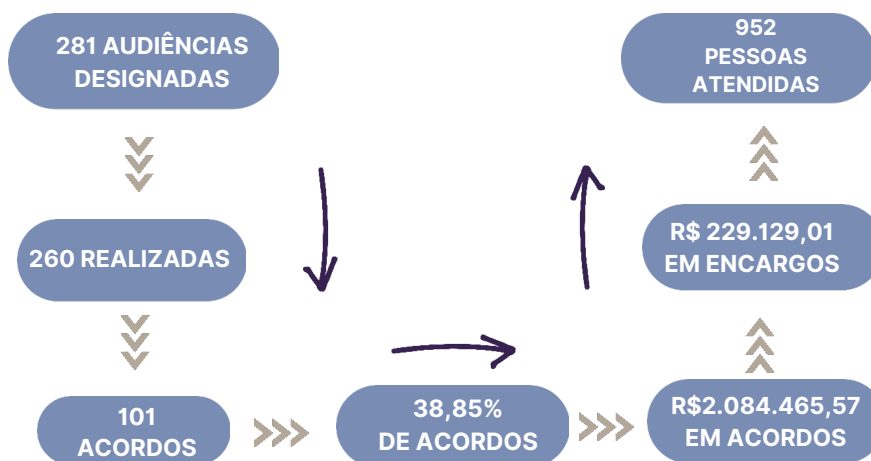 281 AUDIÊNCIAS
DESIGNADAS
260 REALIZADAS
101
ACORDOS
38,85%
DE ACORDOS
R$2.084.465,57
EM ACORDOS
R$ 229.129,01
EM ENCARGOS
952
PESSOAS
ATENDIDAS